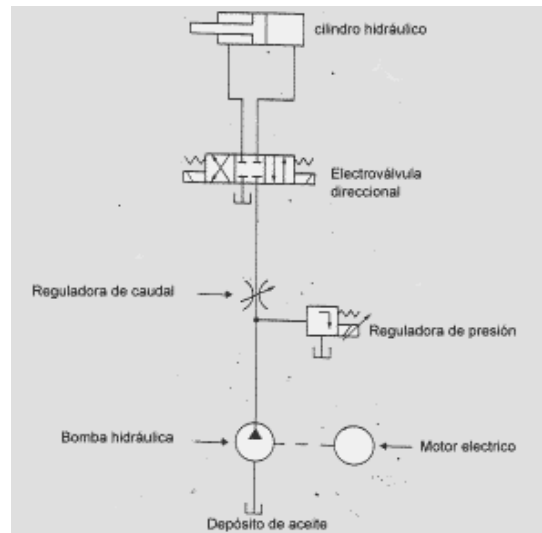 cilindro hidráulico
Electroválvula
direccional
Reguladora de caudal
Reguladora de presión
Bomba hidráulica
Motor electrico
Depósito de aceite